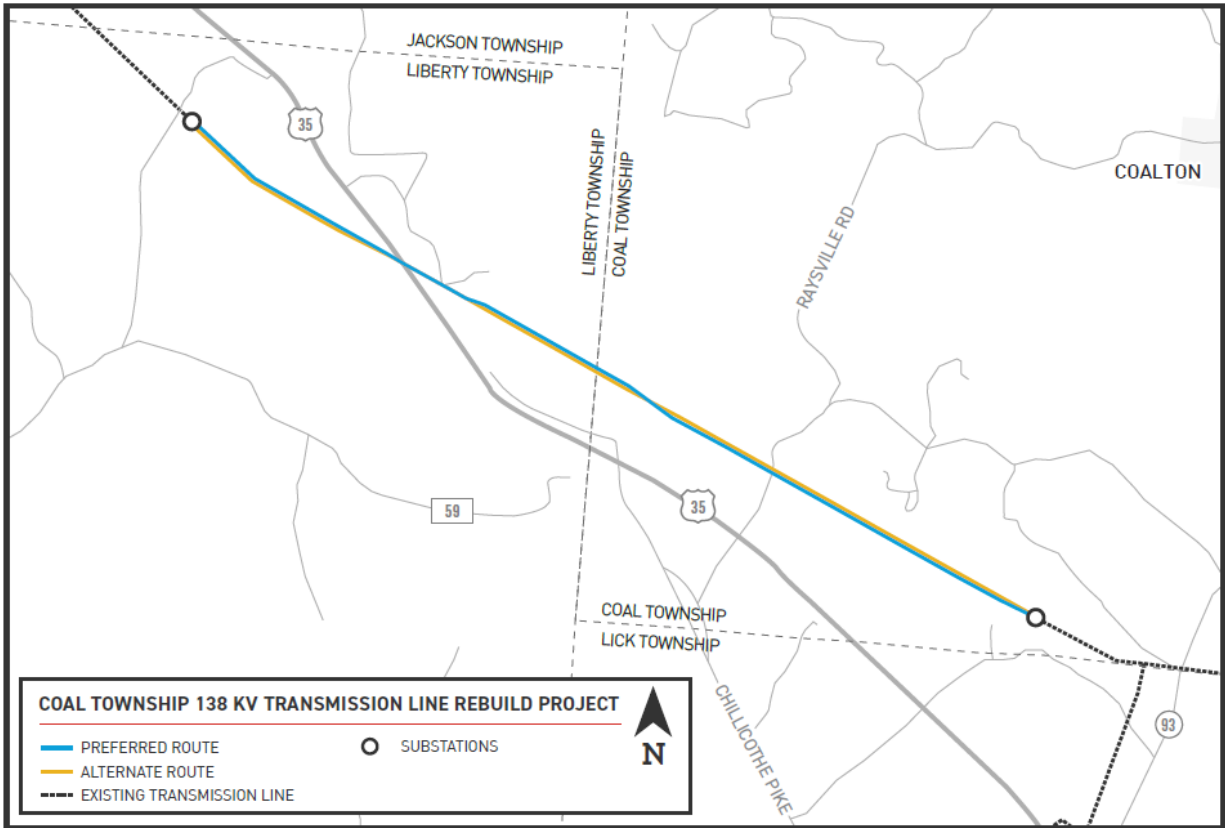 JACKSON TOWNSHIP
LIBERTY TOWNSHIP
35
COALTON
LIBERTY TOWNSHIP
COAL TOWNSHIP
RAYSVILLE RD
59
35
COAL TOWNSHIP
LICK TOWNSHIP
CHILLICOTHE PIKE
93
COAL TOWNSHIP 138 KV TRANSMISSION LINE REBUILD PROJECT
PREFERRED ROUTE
ALTERNATE ROUTE
EXISTING TRANSMISSION LINE
SUBSTATIONS
N